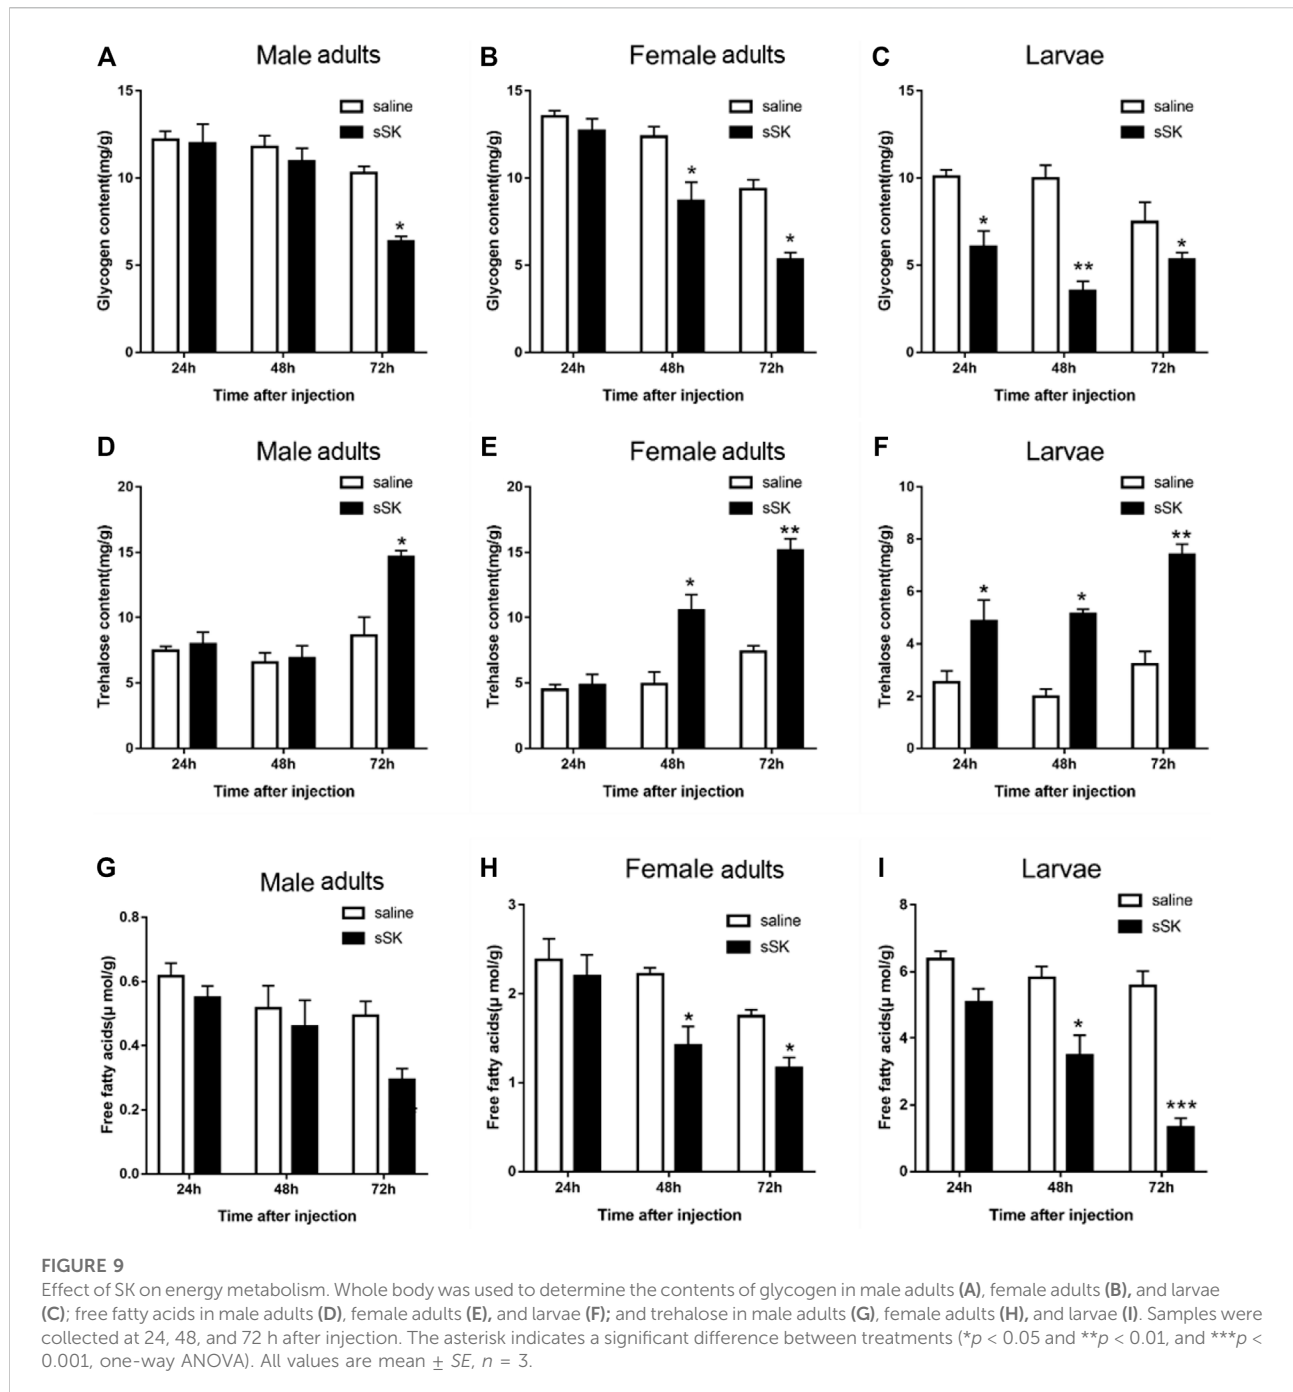 A
Male adults
Glycogen content(mg/g)
15
10
5
0
saline
sSK
*
24h
48h
72h
Time after injection
B
Female adults
Glycogen content(mg/g)
15
10
5
0
saline
sSK
*
*
24h
48h
72h
Time after injection
C
Larvae
Glycogen content(mg/g)
15
10
5
0
saline
sSK
*
**
*
24h
48h
72h
Time after injection
D
Male adults
Trehalose content(mg/g)
20
15
10
5
0
saline
sSK
*
24h
48h
72h
Time after injection
E
Female adults
Trehalose content(mg/g)
20
15
10
5
0
saline
sSK
*
**
24h
48h
72h
Time after injection
F
Larvae
Trehalose content(mg/g)
10
8
6
4
2
0
saline
sSK
*
*
**
24h
48h
72h
Time after injection
G
Male adults
Free fatty acids(μ mol/g)
0.8
0.6
0.4
0.2
0.0
saline
sSK
24h
48h
72h
Time after injection
H
Female adults
Free fatty acids(μ mol/g)
3
2
1
0
saline
sSK
*
*
24h
48h
72h
Time after injection
I
Larvae
Free fatty acids(μ mol/g)
8
6
4
2
0
saline
sSK
*
***
24h
48h
72h
Time after injection
FIGURE 9
Effect of SK on energy metabolism. Whole body was used to determine the contents of glycogen in male adults (A), female adults (B), and larvae
(C); free fatty acids in male adults (D), female adults (E), and larvae (F); and trehalose in male adults (G), female adults (H), and larvae (I). Samples were
collected at 24, 48, and 72 h after injection. The asterisk indicates a significant difference between treatments (*p < 0.05 and **p < 0.01, and ***p <
0.001, one-way ANOVA). All values are mean ± SE, n = 3.